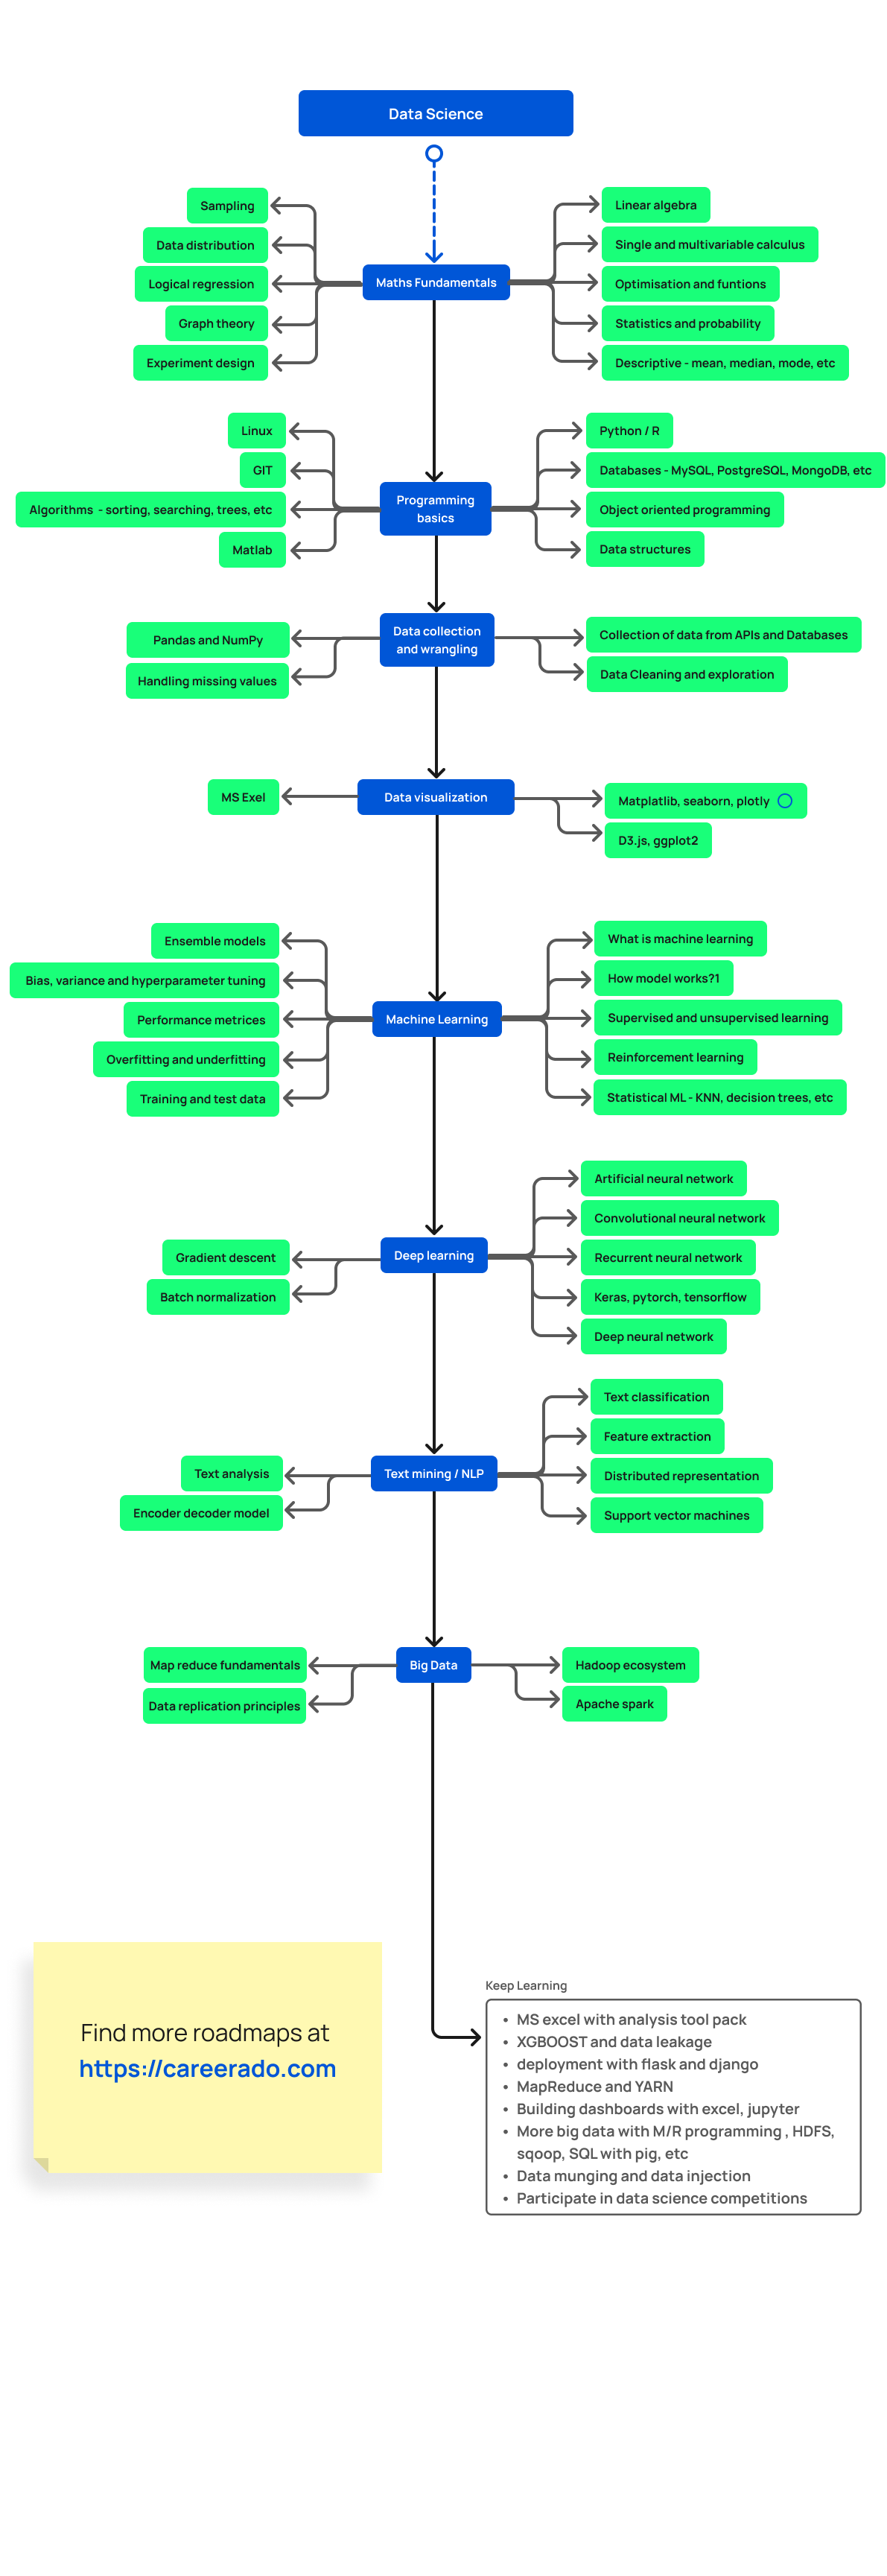 Data Science
Sampling
Data distribution
Logical regression
Graph theory
Experiment design
Maths Fundamentals
Linear algebra
Single and multivariable calculus
Optimisation and funtions
Statistics and probability
Descriptive - mean, median, mode, etc
Linux
GIT
Algorithms - sorting, searching, trees, etc
Matlab
Programming
basics
Python / R
Databases - MySQL, PostgreSQL, MongoDB, etc
Object oriented programming
Data structures
Pandas and NumPy
Handling missing values
Data collection
and wrangling
Collection of data from APIs and Databases
Data Cleaning and exploration
MS Exel
Data visualization
Matplatlib, seaborn, plotly
D3.js, ggplot2
Ensemble models
Bias, variance and hyperparameter tuning
Performance metrices
Overfitting and underfitting
Training and test data
Machine Learning
What is machine learning
How model works?1
Supervised and unsupervised learning
Reinforcement learning
Statistical ML - KNN, decision trees, etc
Gradient descent
Batch normalization
Deep learning
Artificial neural network
Convolutional neural network
Recurrent neural network
Keras, pytorch, tensorflow
Deep neural network
Text analysis
Encoder decoder model
Text mining / NLP
Text classification
Feature extraction
Distributed representation
Support vector machines
Map reduce fundamentals
Data replication principles
Big Data
Hadoop ecosystem
Apache spark
Find more roadmaps at
https://careerado.com
Keep Learning
• MS excel with analysis tool pack
• XGBOOST and data leakage
• deployment with flask and django
• MapReduce and YARN
• Building dashboards with excel, jupyter
• More big data with M/R programming , HDFS,
sqoop, SQL with pig, etc
• Data munging and data injection
• Participate in data science competitions